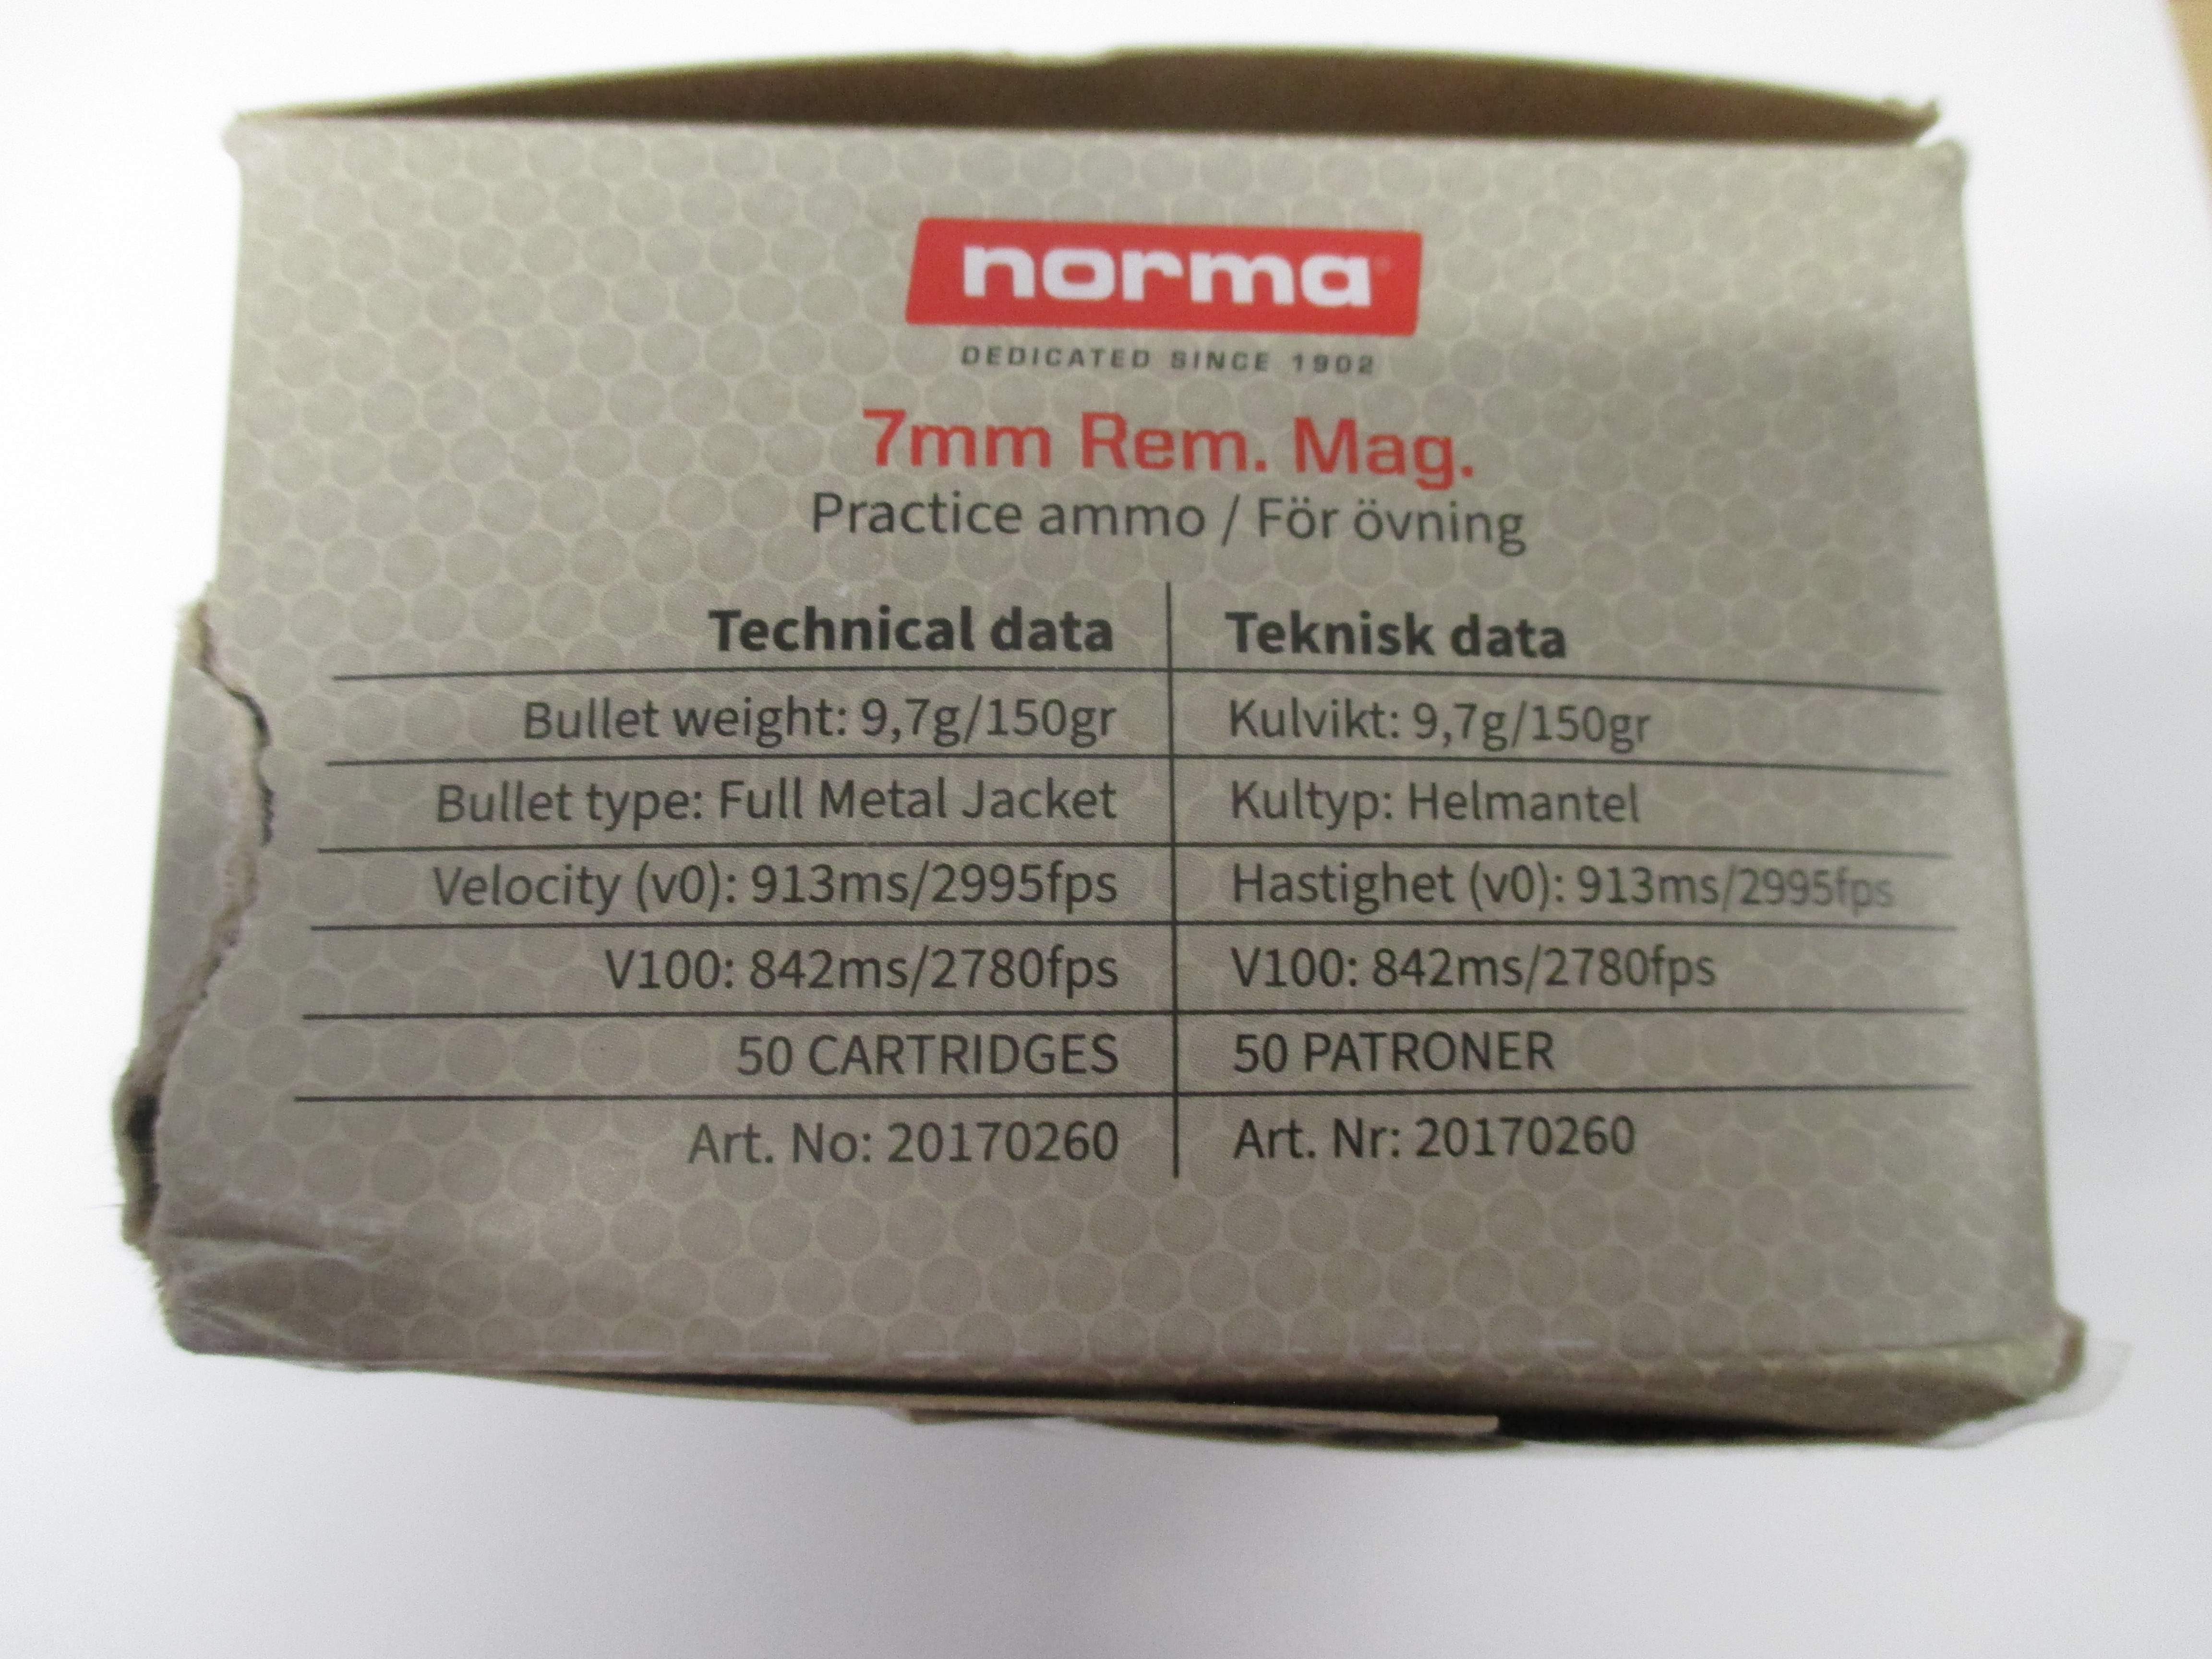 norma
DEDICATED SINCE 1902
7mm Rem. Mag.
Practice ammo / För övning
Technical data
Teknisk data
Bullet weight: 9,7g/150gr
Kulvikt: 9,7g/150gr
Bullet type: Full Metal Jacket
Kultyp: Helmantel
Velocity (v0): 913ms/2995fps
Hastighet (v0): 913ms/2995fps
V100: 842ms/2780fps
V100: 842ms/2780fps
50 CARTRIDGES
50 PATRONER
Art. No: 20170260
Art. Nr: 20170260